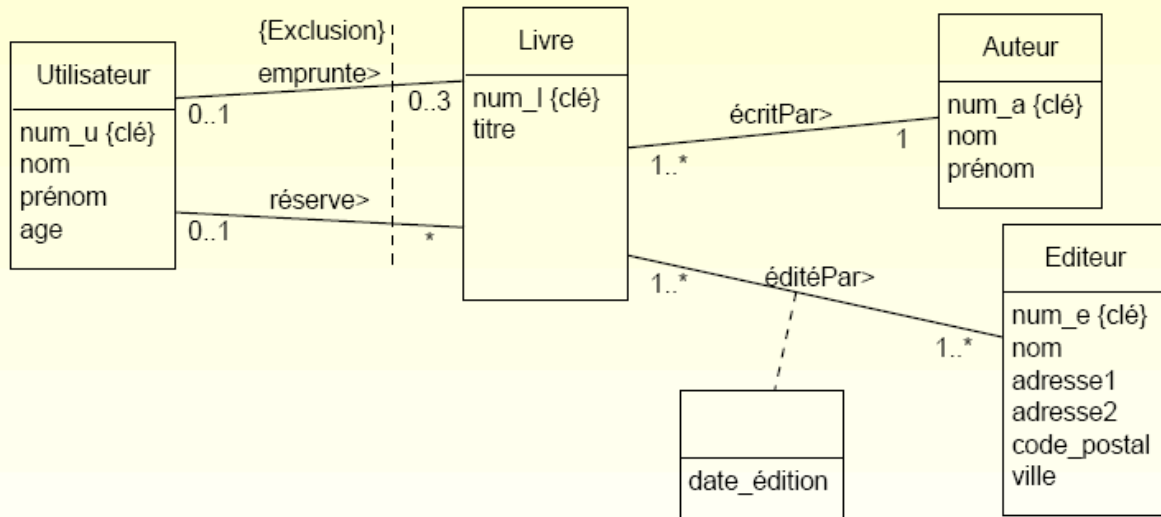 {Exclusion}
Utilisateur
num_u {clé}
nom
prénom
age
emprunte>
0..1
0..3
réserve>
0..1
*
Livre
num_l {clé}
titre
écritPar>
1..*
1
Auteur
num_a {clé}
nom
prénom
éditéPar>
1..*
1..*
date_édition
Editeur
num_e {clé}
nom
adresse1
adresse2
code_postal
ville